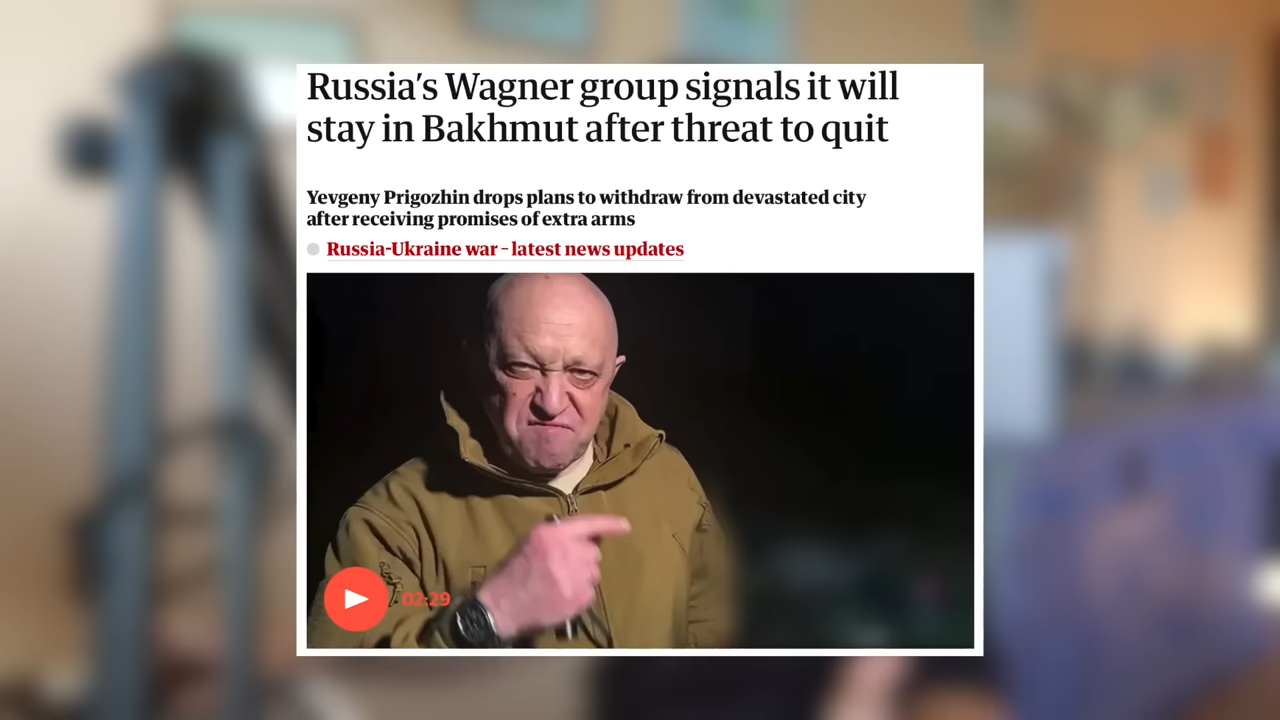 Russia’s Wagner group signals it will
stay in Bakhmut after threat to quit
Yevgeny Prigozhin drops plans to withdraw from devastated city
after receiving promises of extra arms
Russia-Ukraine war – latest news updates
02:29